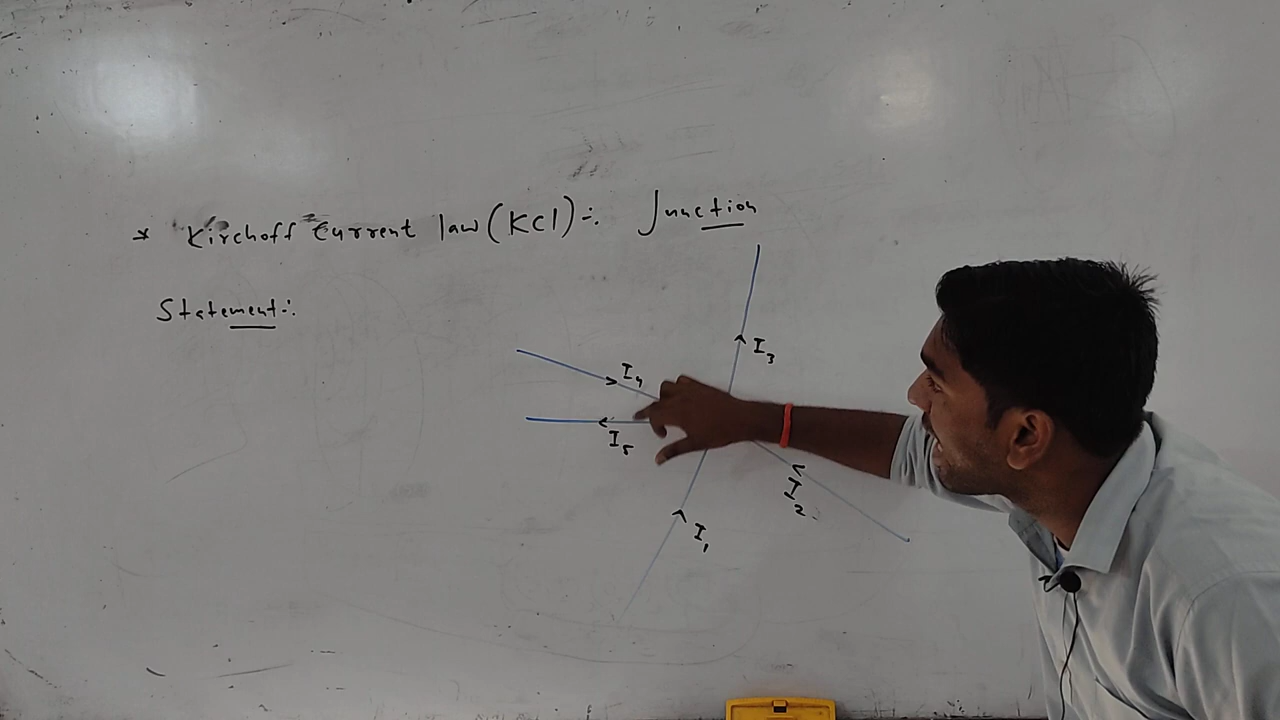 * Kirchoff Current law (KCl):- Junction
Statement:-
I3
I4
I5
I2
I1